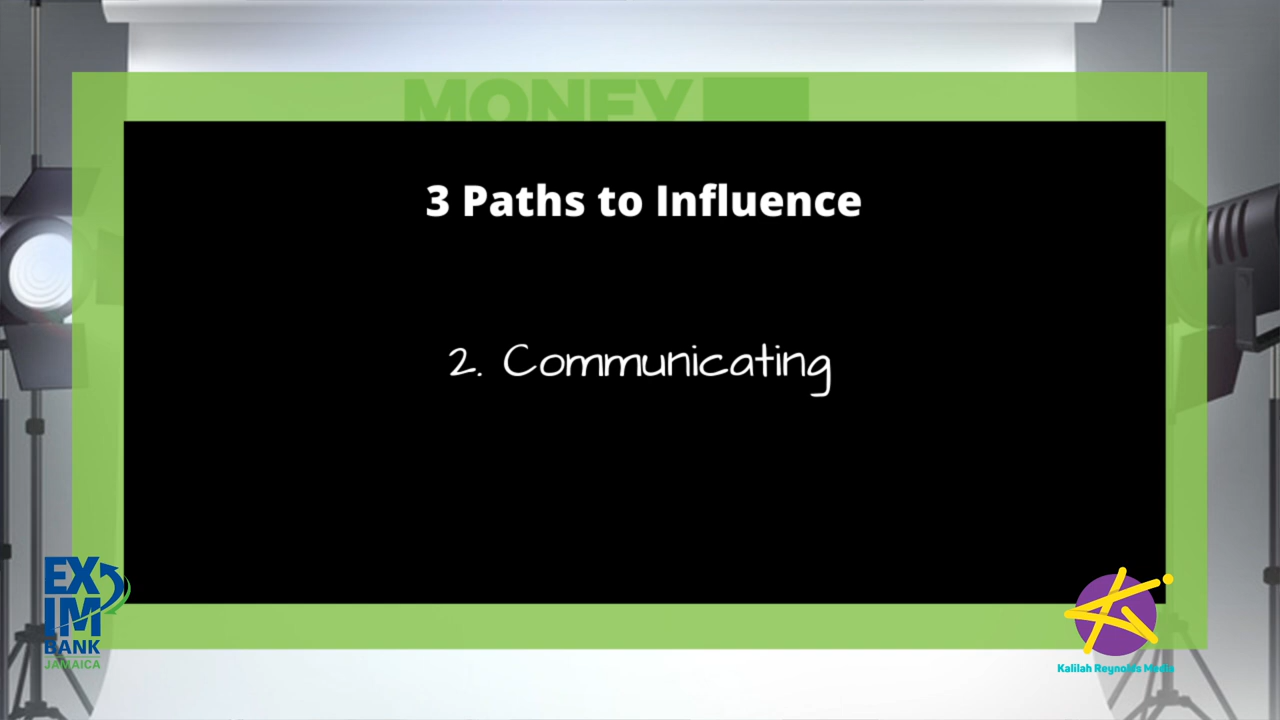 MONEY
3 Paths to Influence
2. Communicating
EX
IM
BANK
JAMAICA
Kalilah Reynolds Media